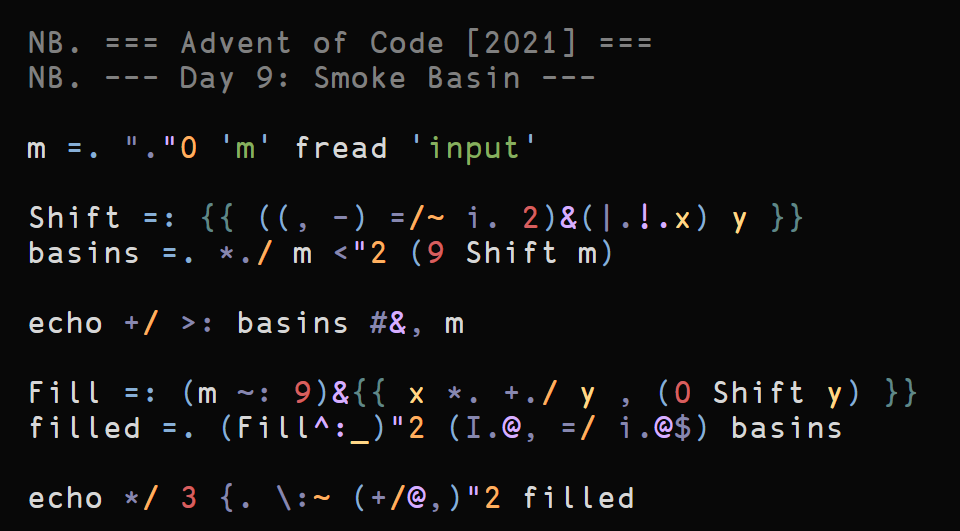 NB. === Advent of Code [2021] ===
NB. --- Day 9: Smoke Basin ---
m =. "."0 'm' fread 'input'
Shift =: {{ ((, -) =/~ i. 2)&(|.!.x) y }}
basins =. *./ m <"2 (9 Shift m)
echo +/ >: basins #&, m
Fill =: (m ~: 9)&{{ x *. +./ y , (0 Shift y) }}
filled =. (Fill^:_)"2 (I.@, =/ i.@$) basins
echo */ 3 {. \:~ (+/@,)"2 filled